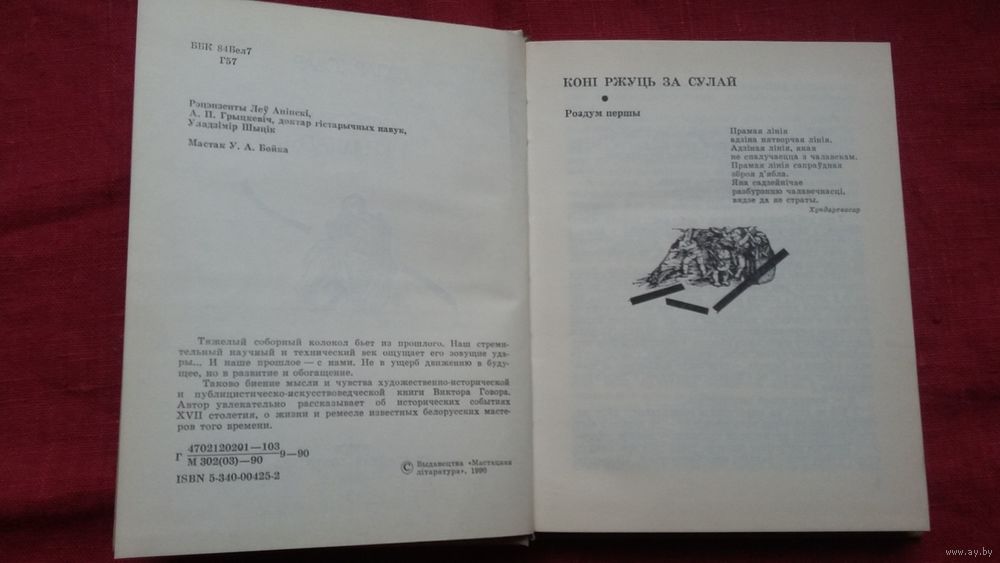 ББК 84Бел7
Г57
Рэцэнзенты Леў Анінскі,
А. П. Грыцкевіч, доктар гістарычных навук,
Уладзімір Шыцік
Мастак У. А. Бойка
Тяжелый соборный колокол бьет из прошлого. Наш стреми-
тельный научный и технический век ощущает его зовущие уда-
ры... И наше прошлое — с нами. Не в ущерб движению в буду-
щее, но в развитие и обогащение.
Таково биение мысли и чувства художественно-исторической
и публицистическо-искусствоведческой книги Виктора Говора.
Автор увлекательно рассказывает об исторических событиях
XVII столетия, о жизни и ремесле известных белорусских масте-
ров того времени.
Г 4702120201—103
М 302(03)—90 9—90
ISBN 5-340-00425-2
© Выдавецтва «Мастацкая
літаратура», 1990
КОНІ РЖУЦЬ ЗА СУЛАЙ
Роздум першы
Прамая лінія
адзіна нятворчая лінія.
Адзіная лінія, якая
не спалучаецца з чалавекам.
Прамая лінія сапраўдная
зброя д'ябла.
Яна садзейнічае
разбурэнню чалавечнасці,
вядзе да яе страты.
www.ay.by